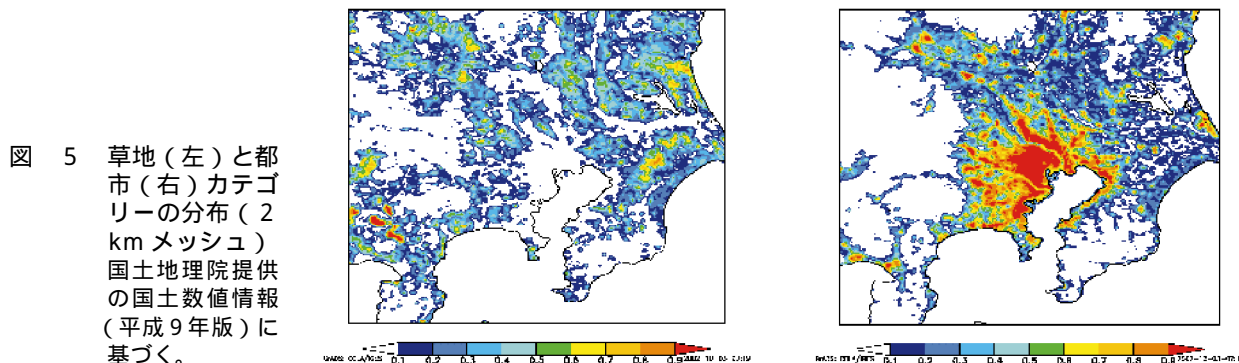 図 5 草地(左)と都
市(右)カテゴ
リーの分布(2
km メッシュ)
国土地理院提供
の国土数値情報
(平成9年版)に
基づく。
0.1 0.2 0.3 0.4 0.5 0.6 0.7 0.8 0.9
0.1 0.2 0.3 0.4 0.5 0.6 0.7 0.8 0.9